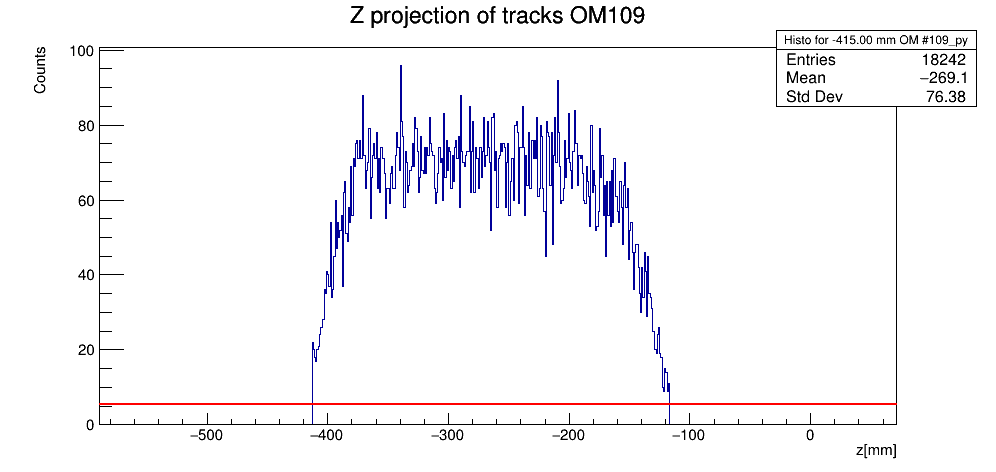 Z projection of tracks OM109
Histo for -415.00 mm OM #109_py
Entries 18242
Mean −269.1
Std Dev 76.38
Counts
100
80
60
40
20
0
−500 −400 −300 −200 −100 0
z[mm]